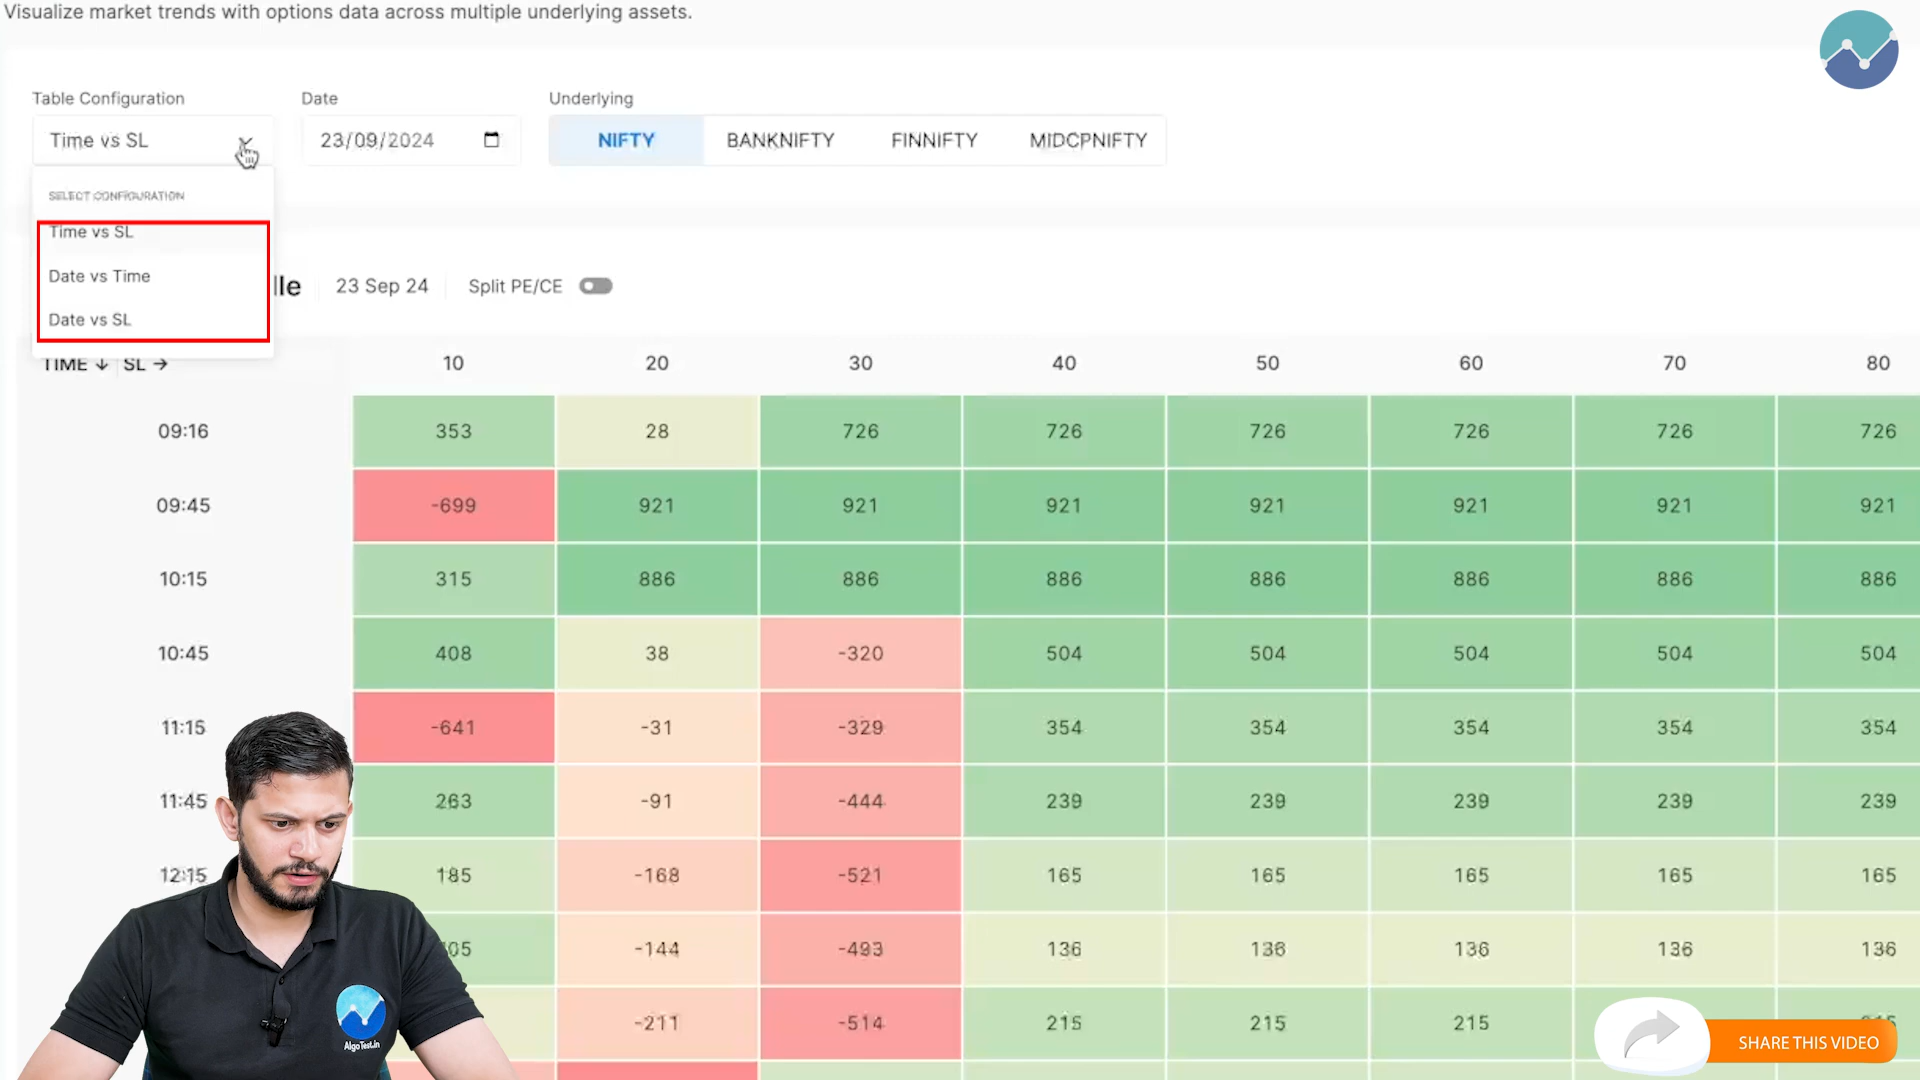 Visualize market trends with options data across multiple underlying assets.
Table Configuration Date Underlying
Time vs SL 23/09/2024 NIFTY BANKNIFTY FINNIFTY MIDCPNIFTY
SELECT CONFIGURATION
Time vs SL
Date vs Time
Date vs SL
lle 23 Sep 24 Split PE/CE
TIME ↓ SL → 10 20 30 40 50 60 70 80
09:16 353 28 726 726 726 726 726 726
09:45 -699 921 921 921 921 921 921 921
10:15 315 886 886 886 886 886 886 886
10:45 408 38 -320 504 504 504 504 504
11:15 -641 -31 -329 354 354 354 354 354
11:45 263 -91 -444 239 239 239 239 239
12:15 185 -168 -521 165 165 165 165 165
05 -144 -493 136 136 136 136 136
-211 -514 215 215 215
AlgoTest.in
SHARE THIS VIDEO